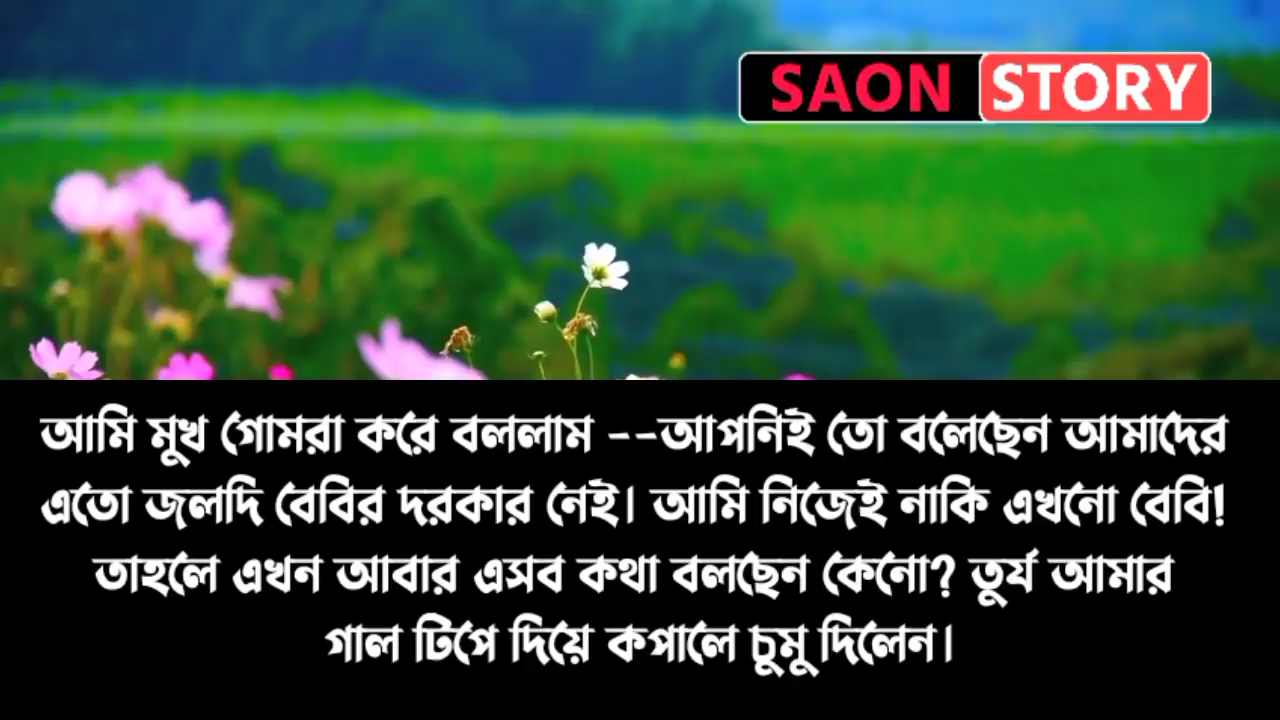 SAON STORY
আমি মুখ গোমরা করে বললাম --আপনিই তো বলেছেন আমাদের
এতো জলদি বেবির দরকার নেই। আমি নিজেই নাকি এখনো বেবি!
তাহলে এখন আবার এসব কথা বলছেন কেনো? তুর্য আমার
গাল টিপে দিয়ে কপালে চুমু দিলেন।